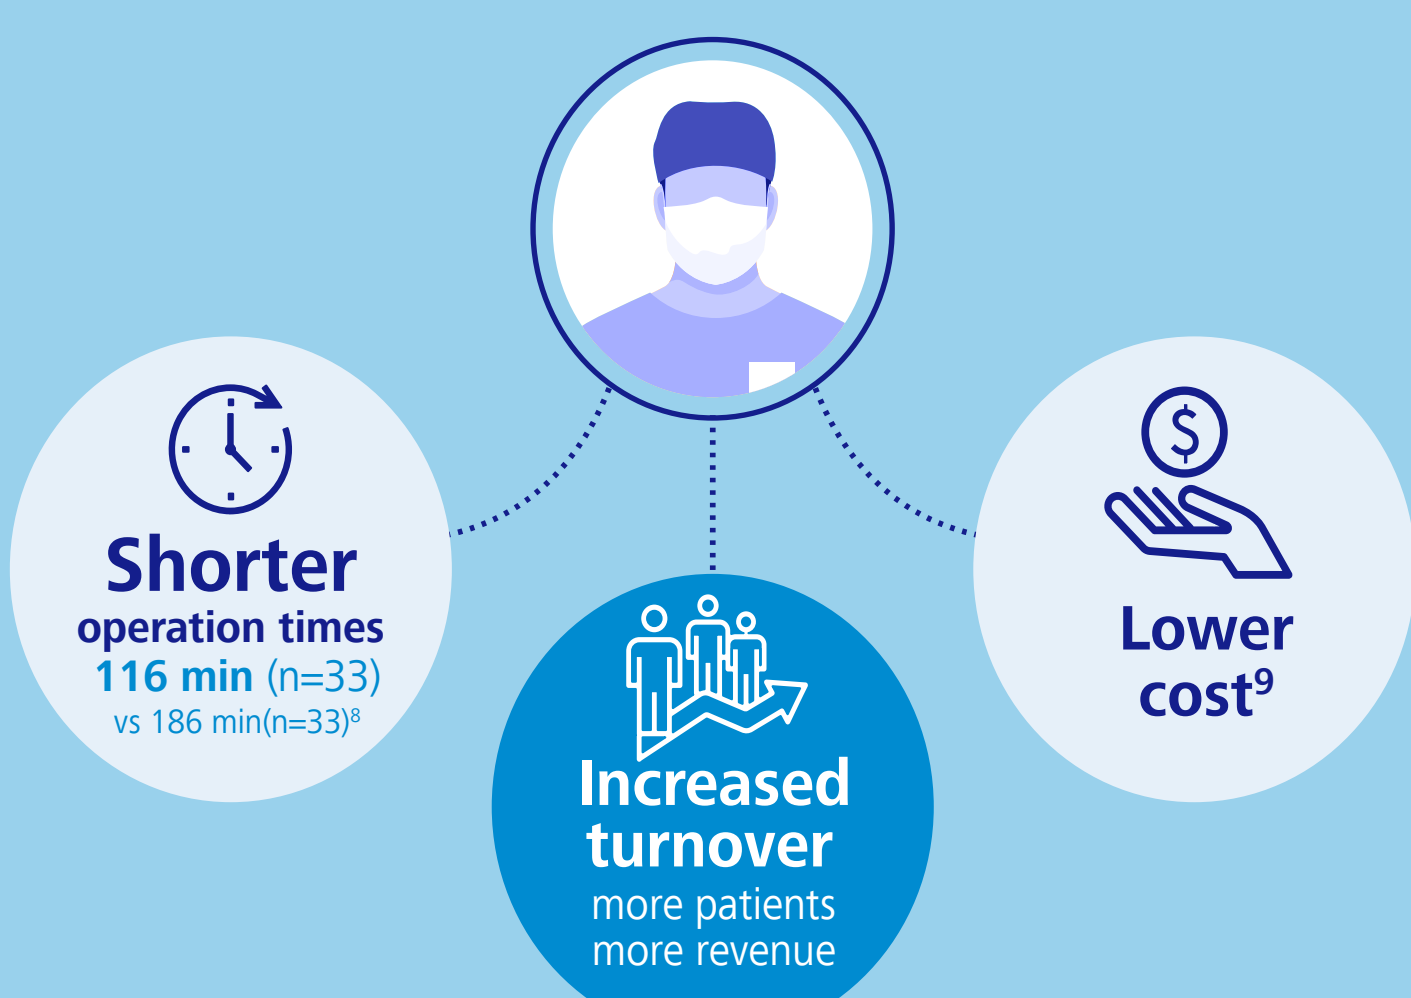 Shorter
operation times
116 min (n=33)
vs 186 min(n=33)⁸
$
Increased
turnover
more patients
more revenue
Lower
cost⁹